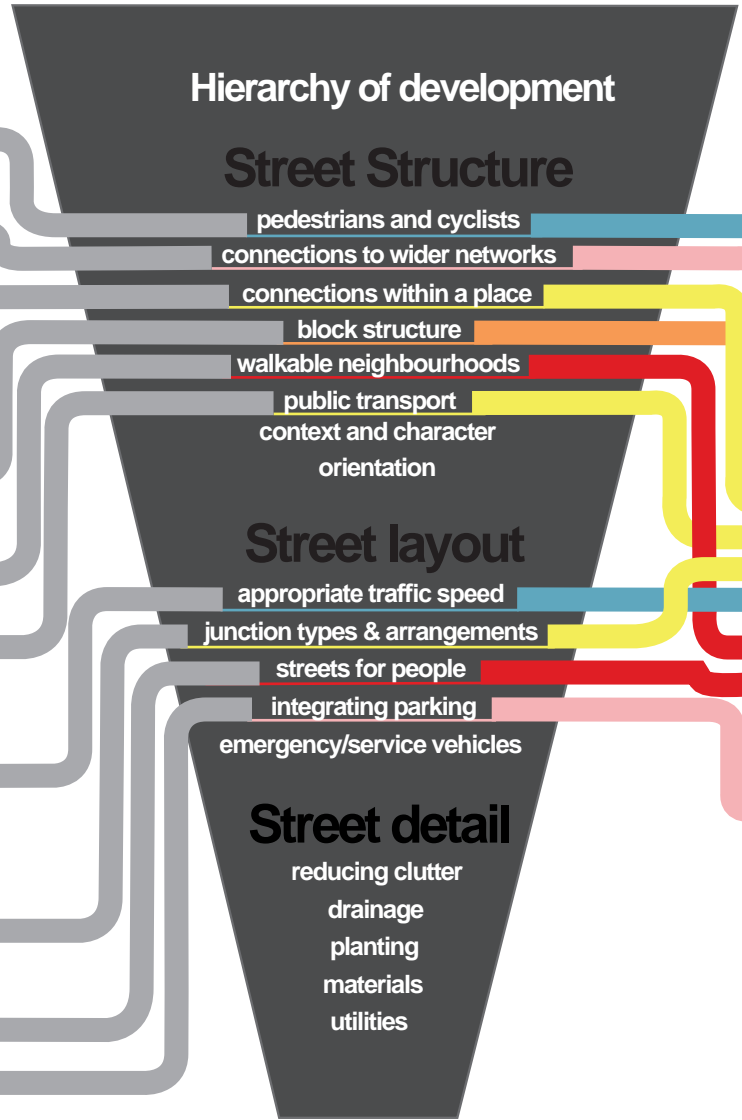 Hierarchy of development
Street Structure
pedestrians and cyclists
connections to wider networks
connections within a place
block structure
walkable neighbourhoods
public transport
context and character
orientation
Street layout
appropriate traffic speed
junction types & arrangements
streets for people
integrating parking
emergency/service vehicles
Street detail
reducing clutter
drainage
planting
materials
utilities